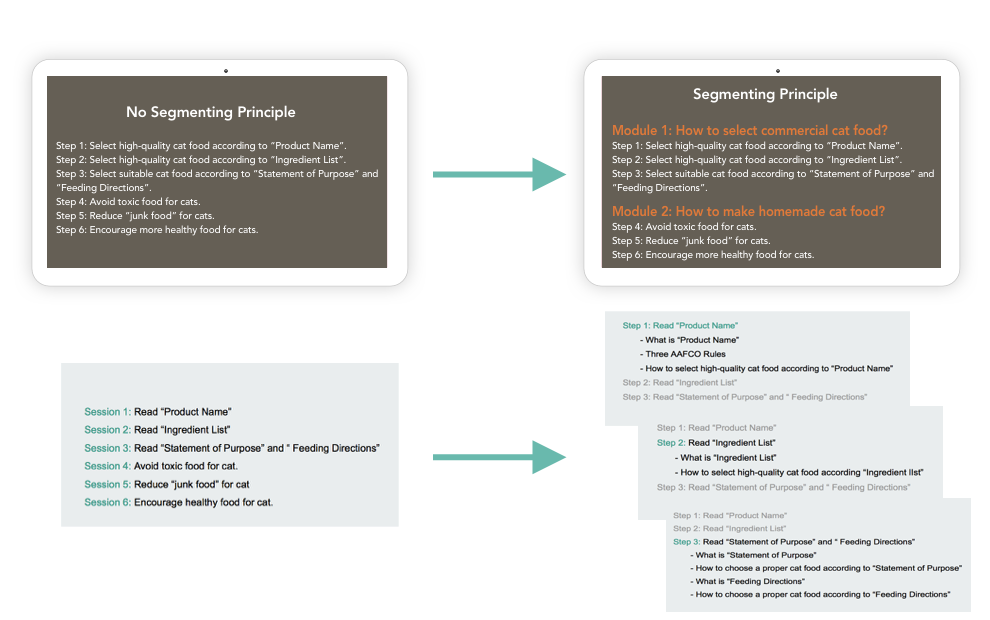 No Segmenting Principle
Step 1: Select high-quality cat food according to “Product Name”.
Step 2: Select high-quality cat food according to “Ingredient List”.
Step 3: Select suitable cat food according to “Statement of Purpose” and
“Feeding Directions”.
Step 4: Avoid toxic food for cats.
Step 5: Reduce “junk food” for cats.
Step 6: Encourage more healthy food for cats.
Segmenting Principle
Module 1: How to select commercial cat food?
Step 1: Select high-quality cat food according to “Product Name”.
Step 2: Select high-quality cat food according to “Ingredient List”.
Step 3: Select suitable cat food according to “Statement of Purpose” and
“Feeding Directions”.
Module 2: How to make homemade cat food?
Step 4: Avoid toxic food for cats.
Step 5: Reduce “junk food” for cats.
Step 6: Encourage more healthy food for cats.
Session 1: Read “Product Name”
Session 2: Read “Ingredient List”
Session 3: Read “Statement of Purpose” and “ Feeding Directions”
Session 4: Avoid toxic food for cat.
Session 5: Reduce “junk food” for cat
Session 6: Encourage healthy food for cat.
Step 1: Read “Product Name”
- What is “Product Name”
- Three AAFCO Rules
- How to select high-quality cat food according to “Product Name”
Step 2: Read “Ingredient List”
Step 3: Read “Statement of Purpose” and “ Feeding Directions”
Step 1: Read “Product Name”
Step 2: Read “Ingredient List”
- What is “Ingredient List”
- How to select high-quality cat food according “Ingredient lIst”
Step 3: Read “Statement of Purpose” and “ Feeding Directions”
Step 1: Read “Product Name”
Step 2: Read “Ingredient List”
Step 3: Read “Statement of Purpose” and “ Feeding Directions”
- What is “Statement of Purpose”
- How to choose a proper cat food according to “Statement of Purpose”
- What is “Feeding Directions”
- How to choose a proper cat food according to “Feeding Directions”